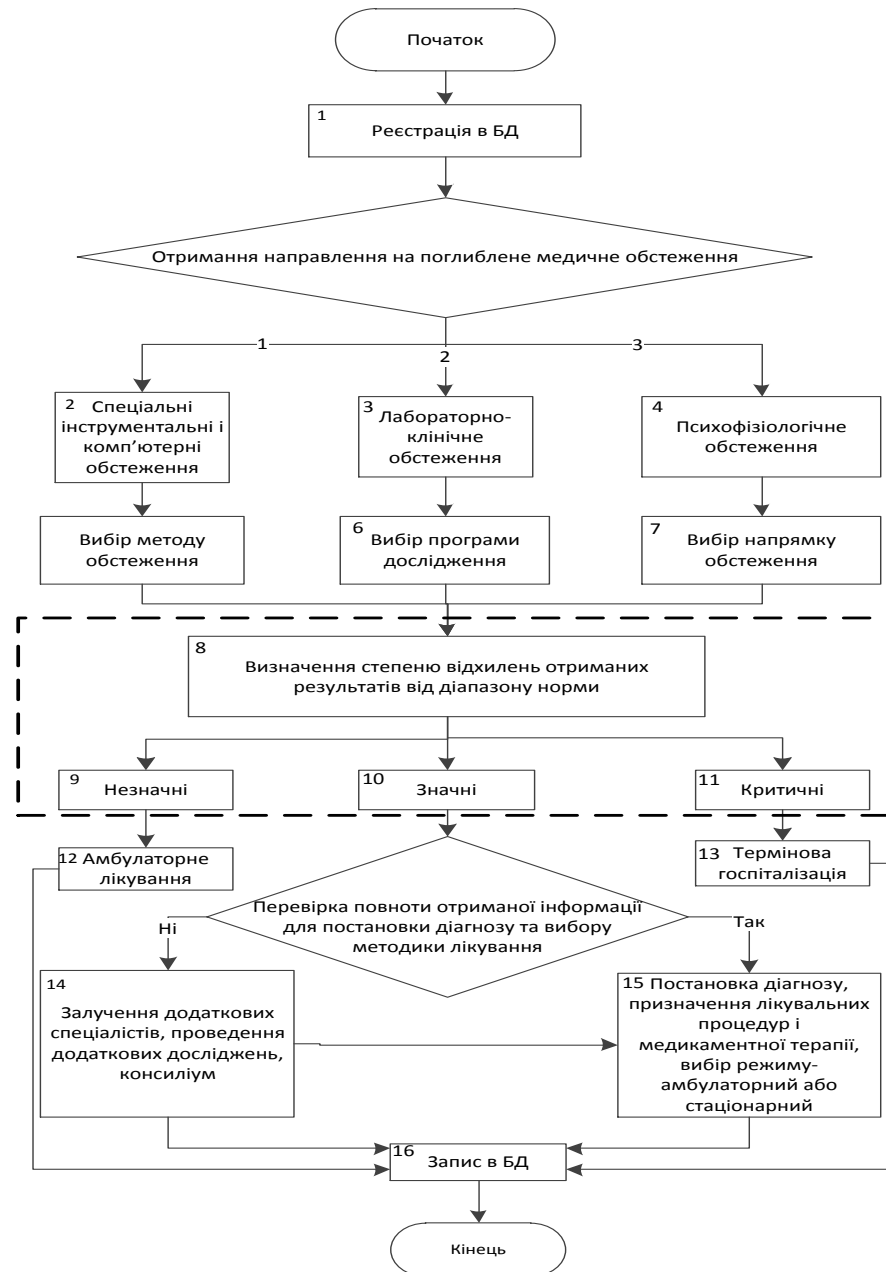 Початок
1
Реєстрація в БД
Отримання направлення на поглиблене медичне обстеження
1
2
3
2
Спеціальні
інструментальні і
комп’ютерні
обстеження
3
Лабораторно-
клінічне
обстеження
4
Психофізіологічне
обстеження
Вибір методу
обстеження
6
Вибір програми
дослідження
7
Вибір напрямку
обстеження
8
Визначення степеню відхилень отриманих
результатів від діапазону норми
9
Незначні
10
Значні
11
Критичні
12
Амбулаторне
лікування
13
Термінова
госпіталізація
Перевірка повноти отриманої інформації
для постановки діагнозу та вибору
методики лікування
Ні
Так
14
Залучення додаткових
спеціалістів, проведення
додаткових досліджень,
консиліум
15
Постановка діагнозу,
призначення лікувальних
процедур і
медикаментної терапії,
вибір режиму-
амбулаторний або
стаціонарний
16
Запис в БД
Кінець